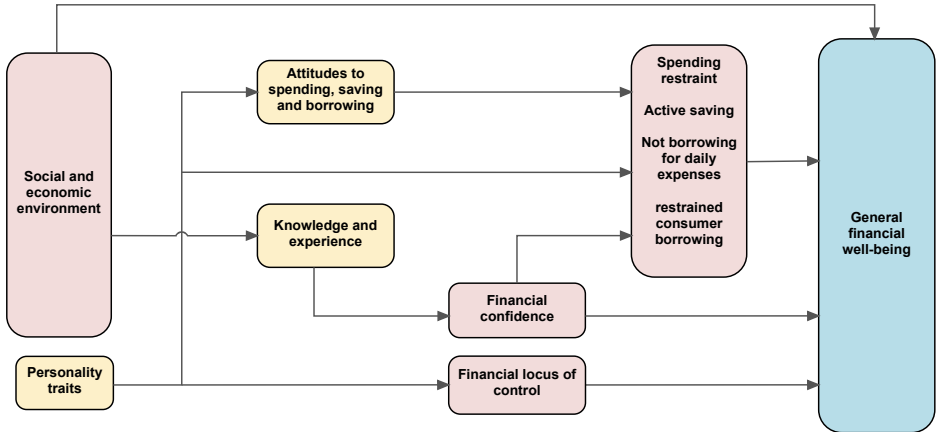 Social and
economic
environment
Personality
traits
Attitudes to
spending, saving
and borrowing
Knowledge and
experience
Financial
confidence
Financial locus of
control
Spending
restraint
Active saving
Not borrowing
for daily
expenses
restrained
consumer
borrowing
General
financial
well-being